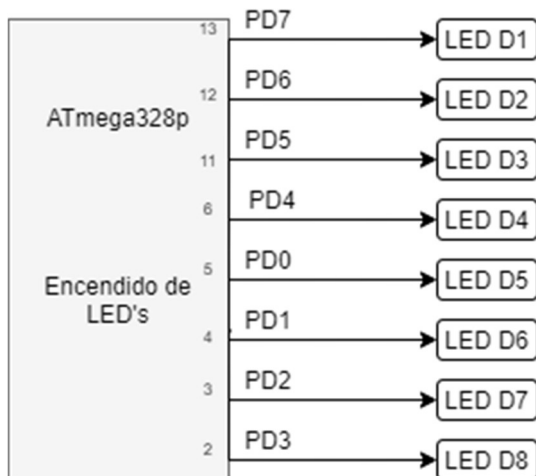 13 PD7 LED D1
12 PD6 LED D2
ATmega328p
11 PD5 LED D3
6 PD4 LED D4
5 PD0 LED D5
Encendido de
LED's
4 PD1 LED D6
3 PD2 LED D7
2 PD3 LED D8